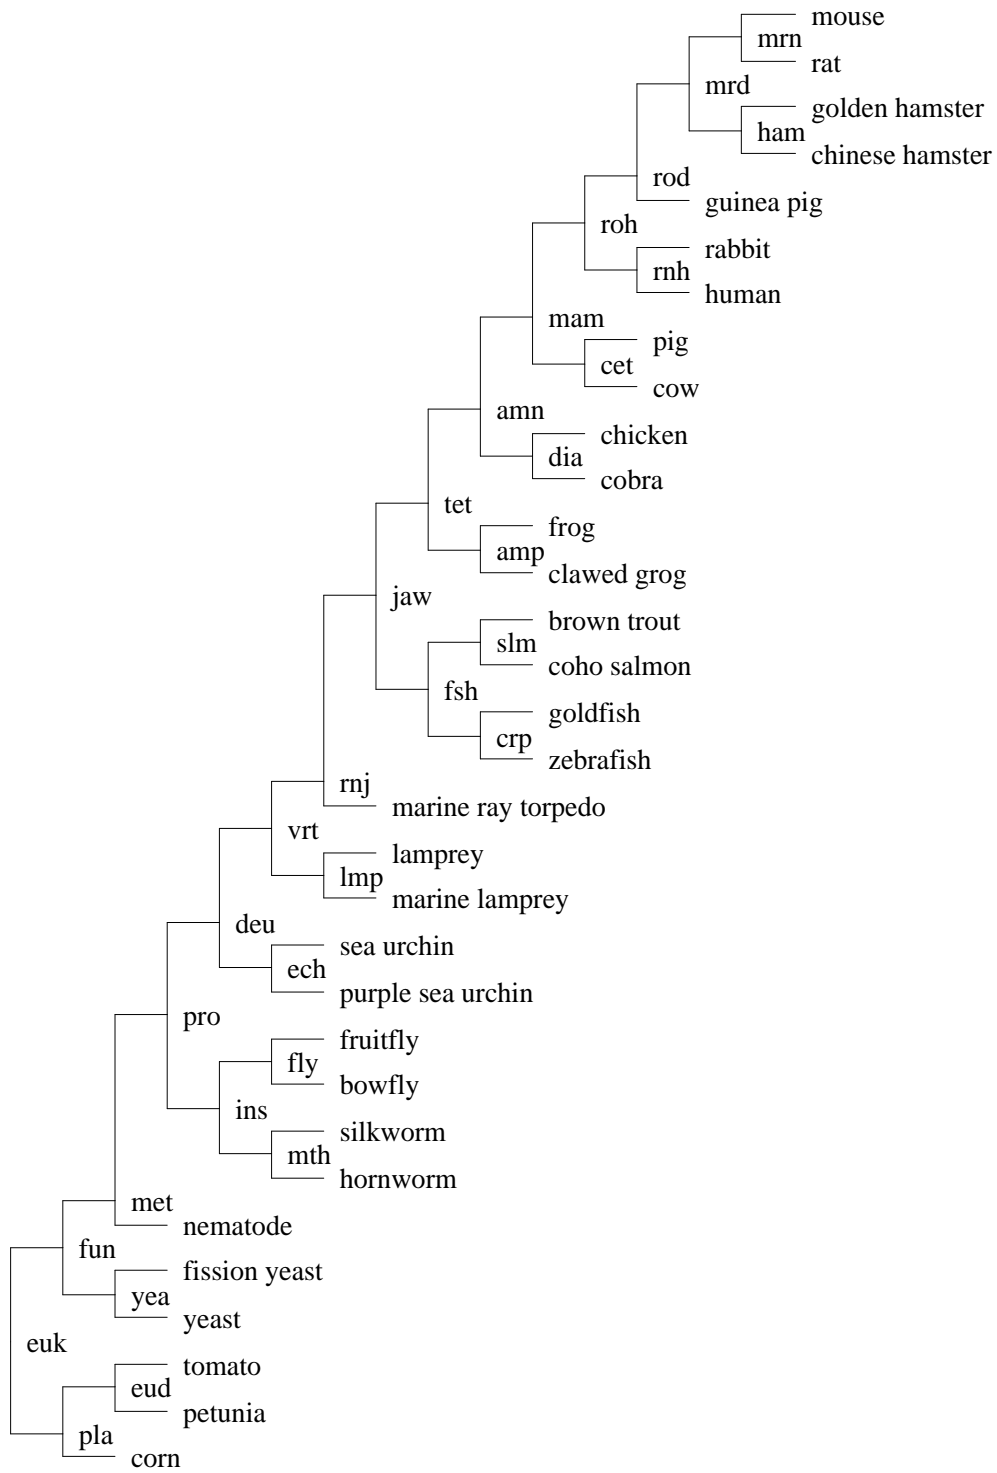 mouse
mrn
rat
mrd
golden hamster
ham
chinese hamster
rod
guinea pig
roh
rabbit
rnh
human
mam
pig
cet
cow
amn
chicken
dia
cobra
tet
frog
amp
clawed grog
jaw
brown trout
slm
coho salmon
fsh
goldfish
crp
zebrafish
rnj
marine ray torpedo
vrt
lamprey
lmp
marine lamprey
deu
sea urchin
ech
purple sea urchin
pro
fruitfly
fly
bowfly
ins
silkworm
mth
hornworm
met
nematode
fun
fission yeast
yea
yeast
euk
tomato
eud
petunia
pla
corn